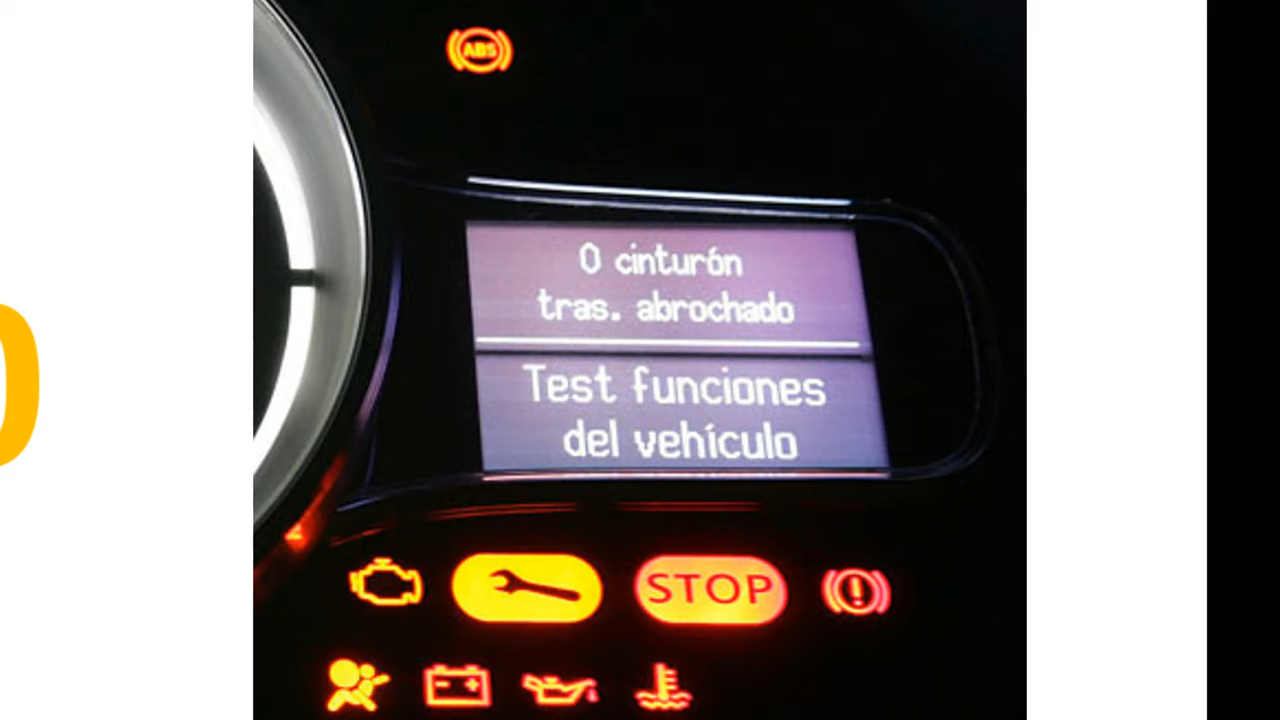 ABS
0 cinturón
tras. abrochado
Test funciones
del vehículo
STOP